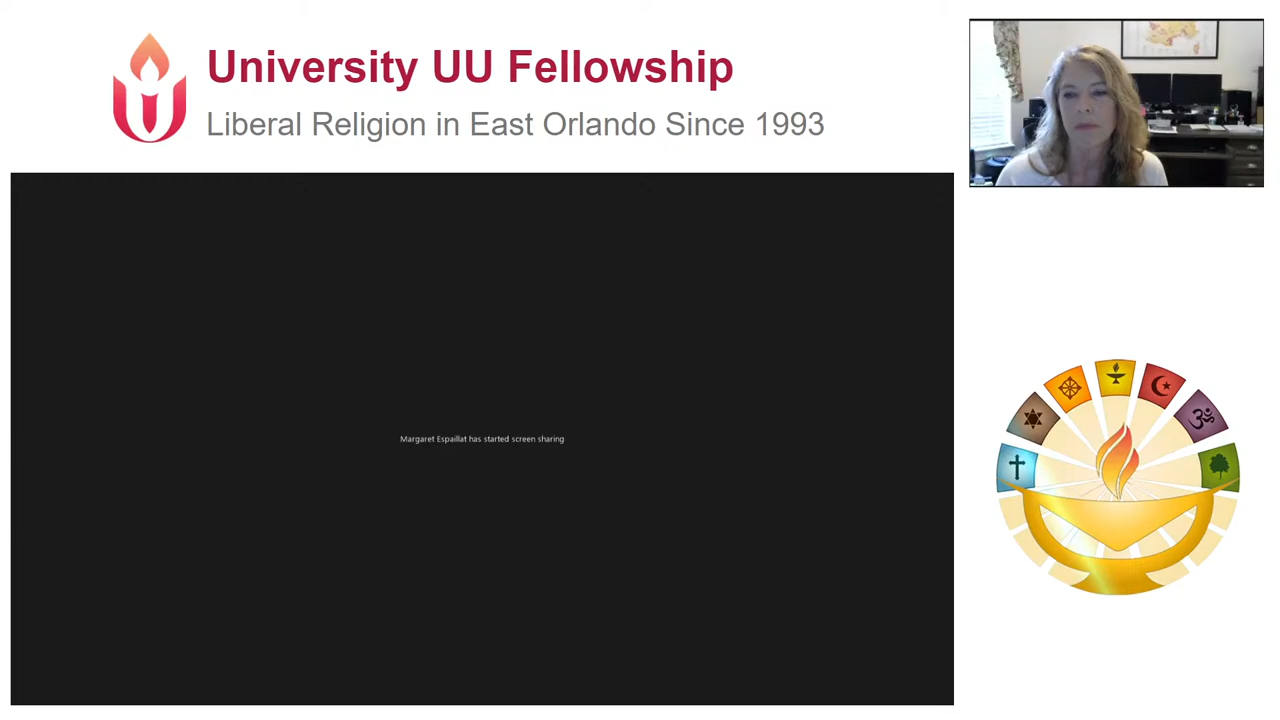 University UU Fellowship
Liberal Religion in East Orlando Since 1993
Margaret Espaillat has started screen sharing